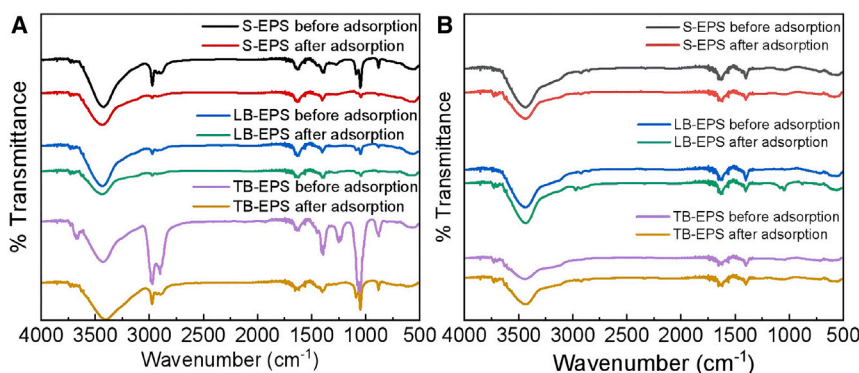 A
S-EPS before adsorption
S-EPS after adsorption
LB-EPS before adsorption
LB-EPS after adsorption
TB-EPS before adsorption
TB-EPS after adsorption
% Transmittance
4000 3500 3000 2500 2000 1500 1000 500
Wavenumber (cm⁻¹)
B
S-EPS before adsorption
S-EPS after adsorption
LB-EPS before adsorption
LB-EPS after adsorption
TB-EPS before adsorption
TB-EPS after adsorption
% Transmittance
4000 3500 3000 2500 2000 1500 1000 500
Wavenumber (cm⁻¹)